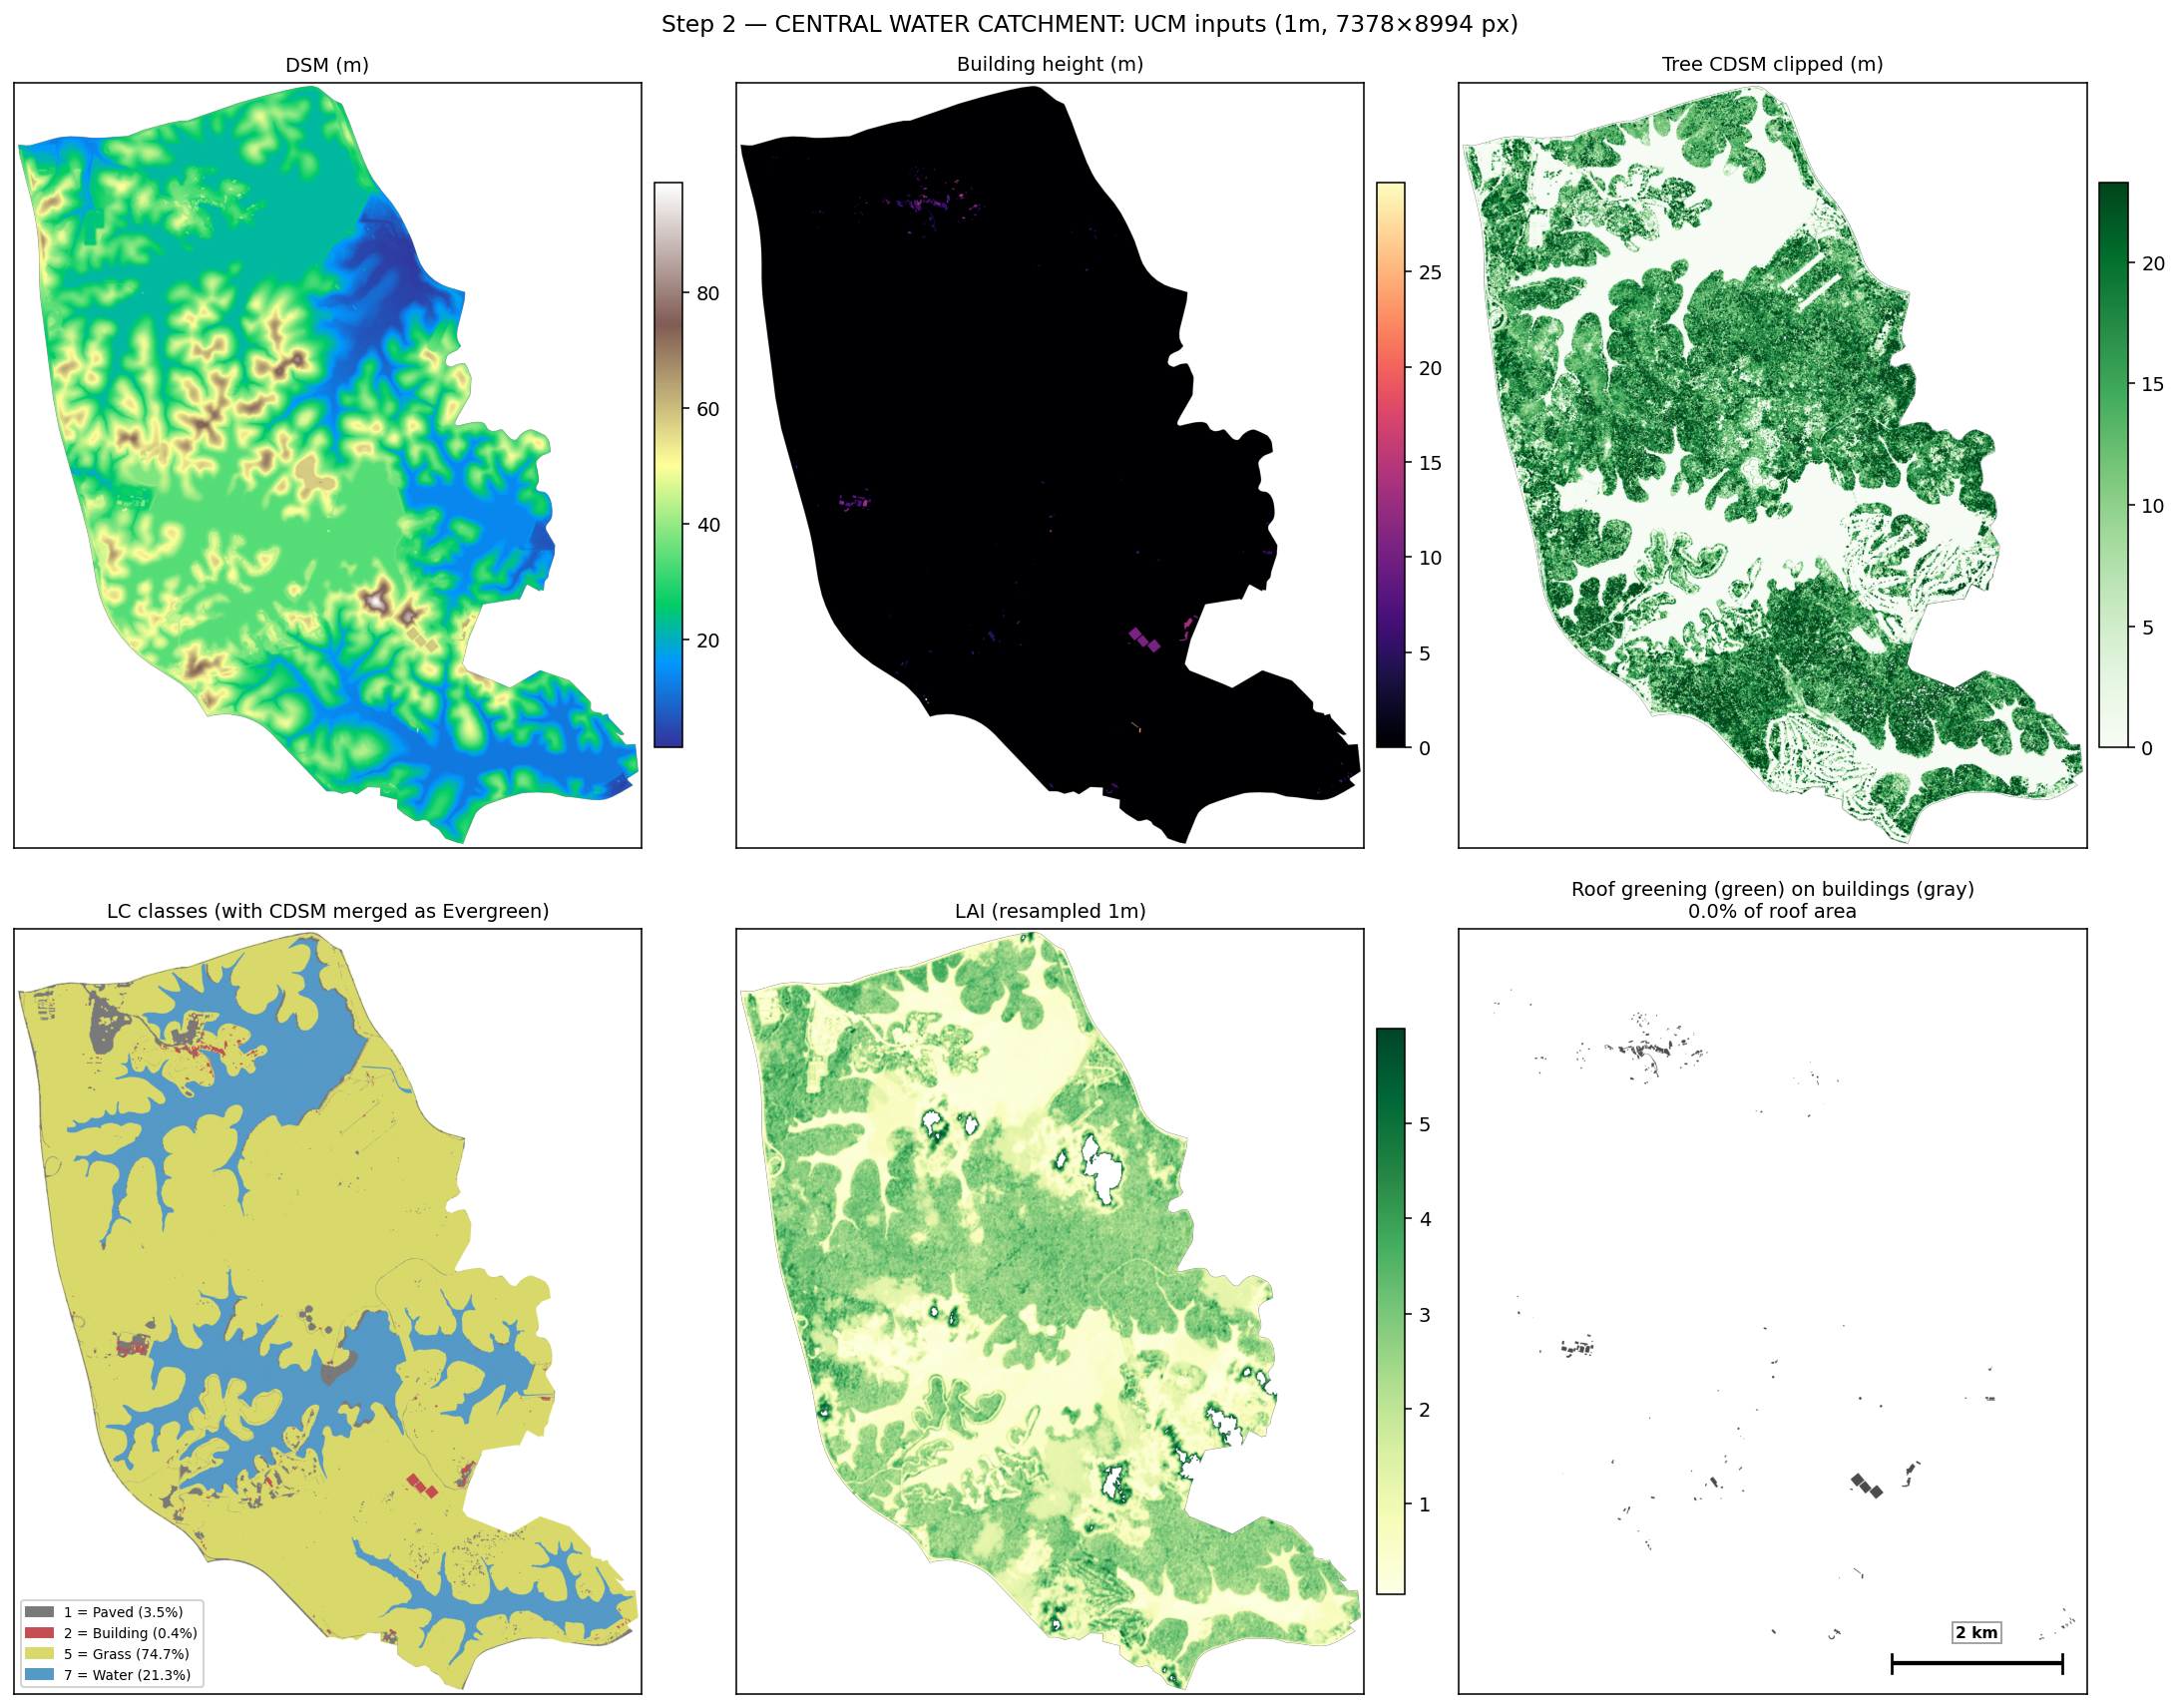 Step 2 — CENTRAL WATER CATCHMENT: UCM inputs (1m, 7378×8994 px)
DSM (m)
80
60
40
20
Building height (m)
25
20
15
10
5
0
Tree CDSM clipped (m)
20
15
10
5
0
LC classes (with CDSM merged as Evergreen)
1 = Paved (3.5%)
2 = Building (0.4%)
5 = Grass (74.7%)
7 = Water (21.3%)
LAI (resampled 1m)
5
4
3
2
1
Roof greening (green) on buildings (gray)
0.0% of roof area
2 km